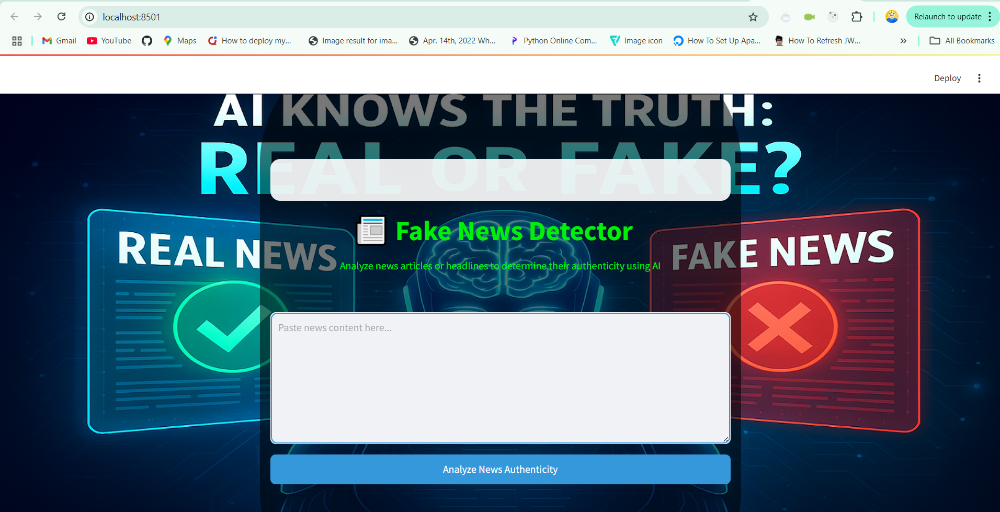 localhost:8501
Relaunch to update
Gmail YouTube Maps How to deploy my... Image result for ima... Apr. 14th, 2022 Wh... Python Online Com... Image icon How To Set Up Apa... How To Refresh JW... All Bookmarks
Deploy
AI KNOWS THE TRUTH:
REAL OR FAKE?
Fake News Detector
REAL NEWS
FAKE NEWS
Analyze news articles or headlines to determine their authenticity using AI
Paste news content here...
Analyze News Authenticity